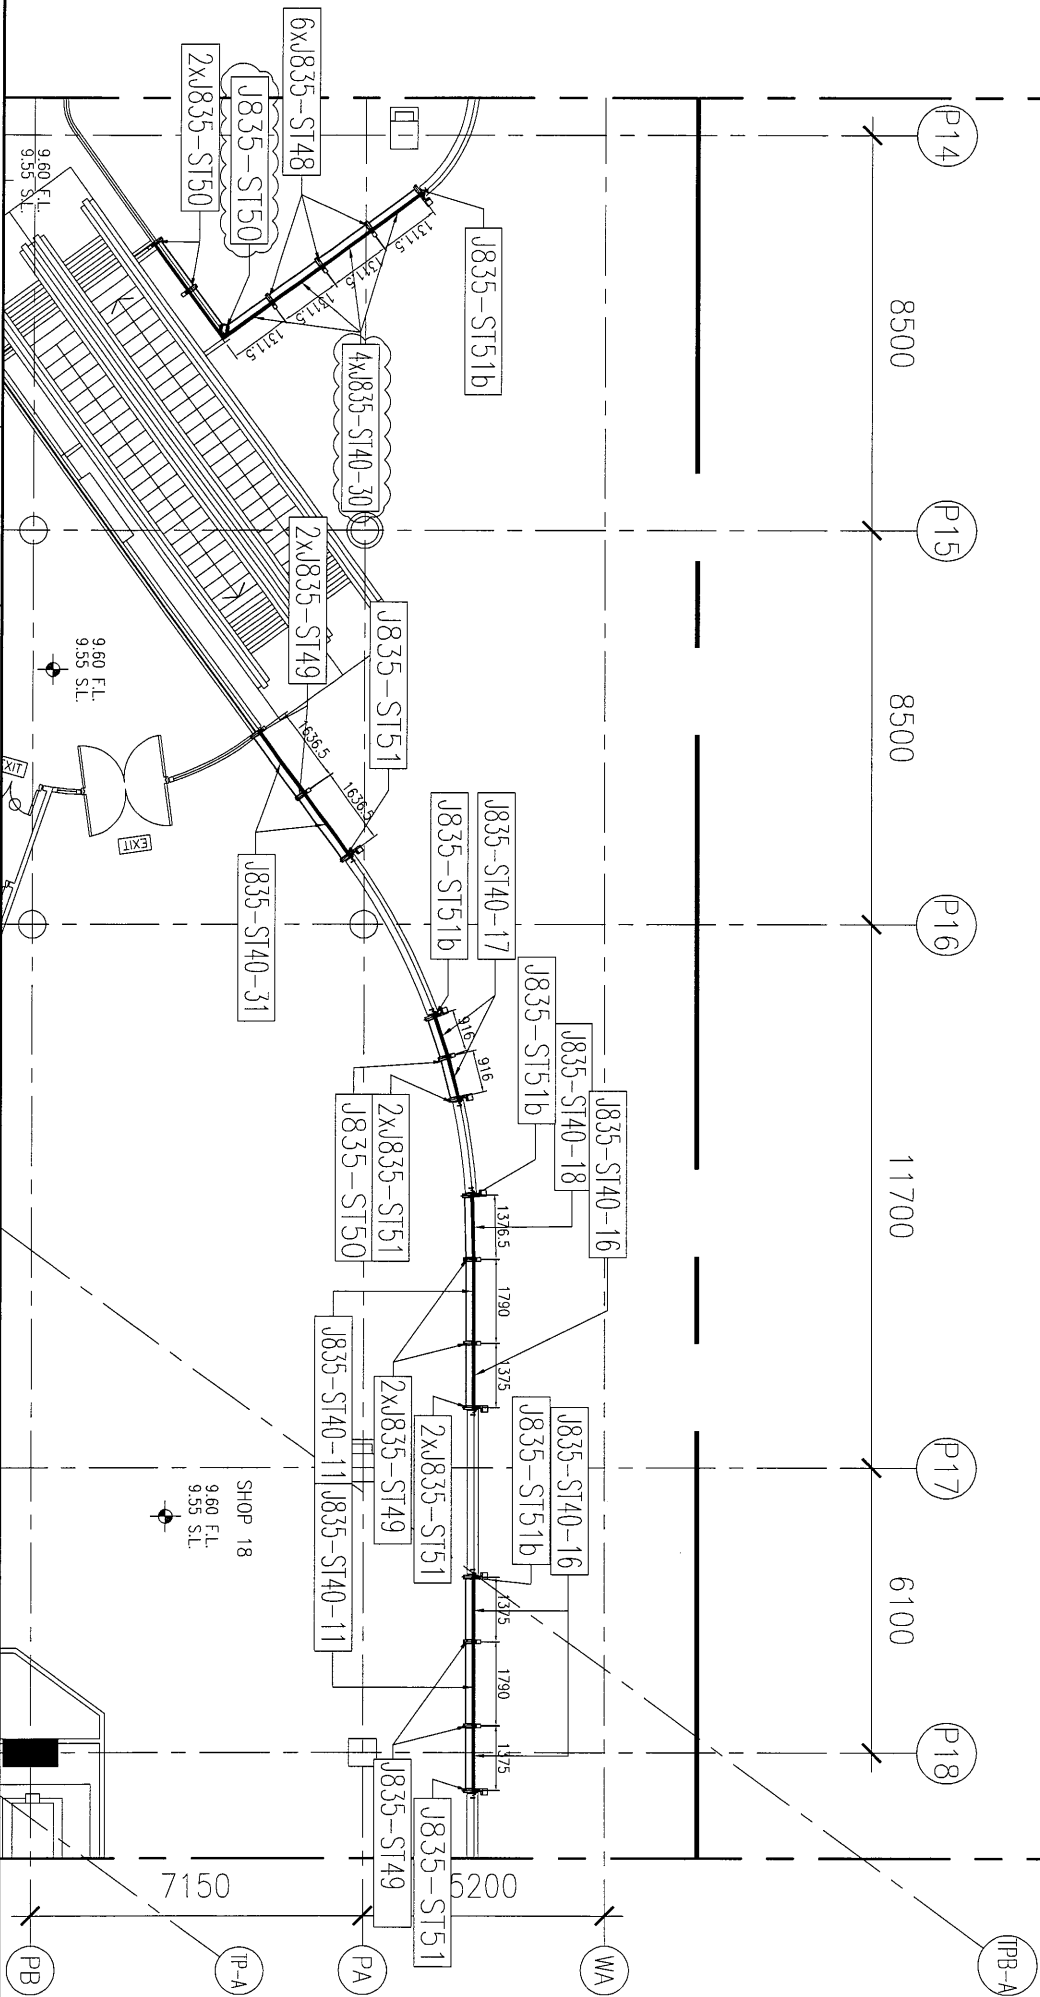 P14
P15
P16
P17
P18
8500
8500
11700
6100
TPB-A
WA
PA
TP-A
PB
7150
6200
6xJ835-ST48
J835-ST50
2xJ835-ST50
9.60 F.L.
9.55 S.L.
J835-ST51b
1311.5
1311.5
1311.5
1311.5
4xJ835-ST40-30
2xJ835-ST49
J835-ST51
1636.5
1636.5
9.60 F.L.
9.55 S.L.
EXIT
EXIT
J835-ST40-31
J835-ST40-17
J835-ST51b
916
916
2xJ835-ST51
J835-ST50
J835-ST40-16
J835-ST40-18
J835-ST51b
1376.5
1790
1375
J835-ST40-11
2xJ835-ST49
2xJ835-ST51
J835-ST40-16
J835-ST51b
1375
1790
1375
J835-ST40-11
SHOP 18
9.60 F.L.
9.55 S.L.
J835-ST49
J835-ST51